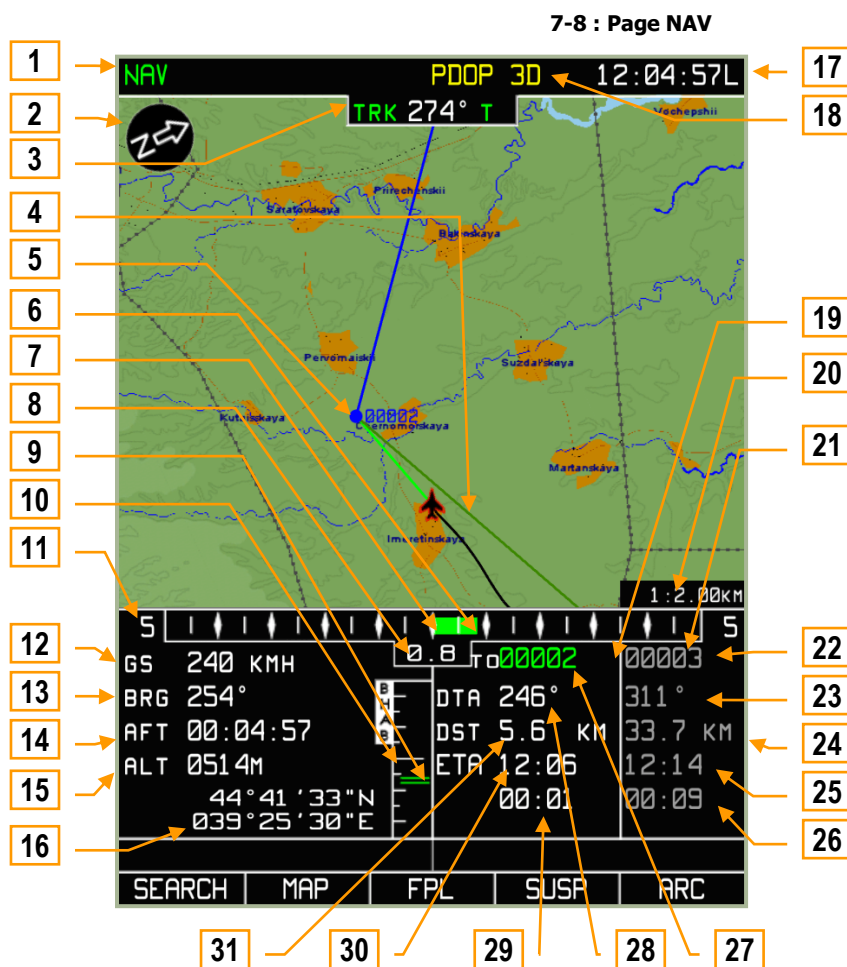 7-8 : Page NAV
1
NAV
PDOP 3D
12:04:57L
17
2
TRK 274° T
18
N
Vochepshii
3
Prirechenskii
4
Saratovskaya
Bakinskaya
5
6
19
7
Pervomaiskii
Suzdal'skaya
20
8
00002
Kutaisskaya
Chernomorskaya
21
9
Martanskaya
10
Imeretinskaya
11
1:2.00KM
5
5
0.8
12
GS 240 KMH
TO00002
00003
22
13
BRG 254°
B
H
A
B
DTA 246°
311°
23
14
AFT 00:04:57
DST 5.6 KM
33.7 KM
24
15
ALT 0514M
ETA 12:06
12:14
25
16
44°41'33"N
00:01
00:09
26
039°25'30"E
SEARCH
MAP
FPL
SUSP
ARC
31
30
29
28
27